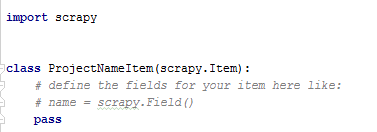 import scrapy
class ProjectNameItem(scrapy.Item):
# define the fields for your item here like:
# name = scrapy.Field()
pass